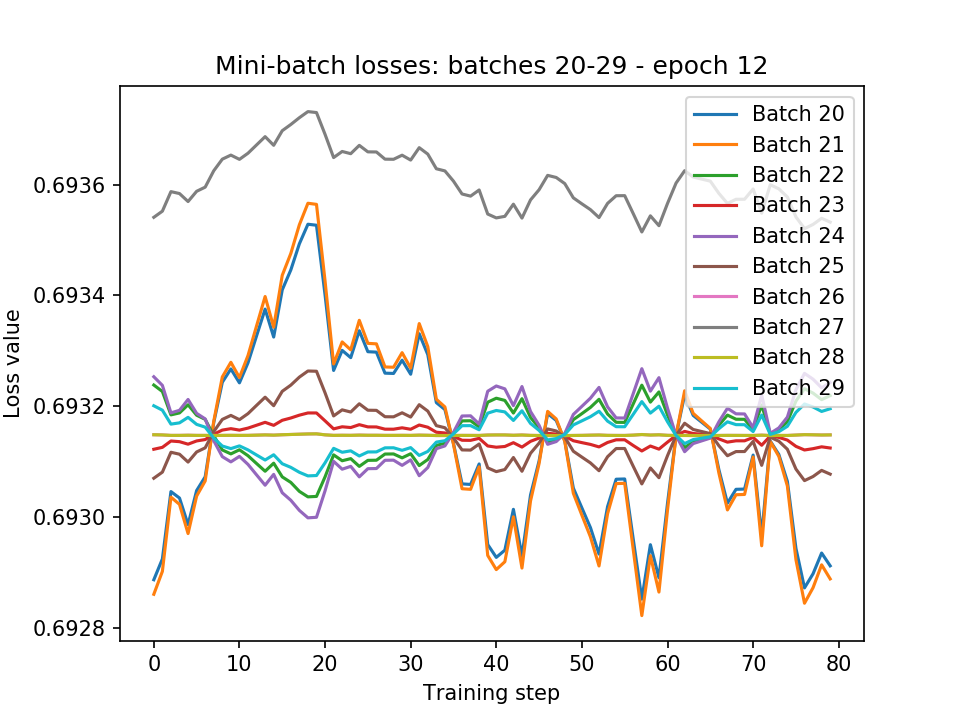 Mini-batch losses: batches 20-29 - epoch 12
Loss value
0.6936
0.6934
0.6932
0.6930
0.6928
Batch 20
Batch 21
Batch 22
Batch 23
Batch 24
Batch 25
Batch 26
Batch 27
Batch 28
Batch 29
0 10 20 30 40 50 60 70 80
Training step